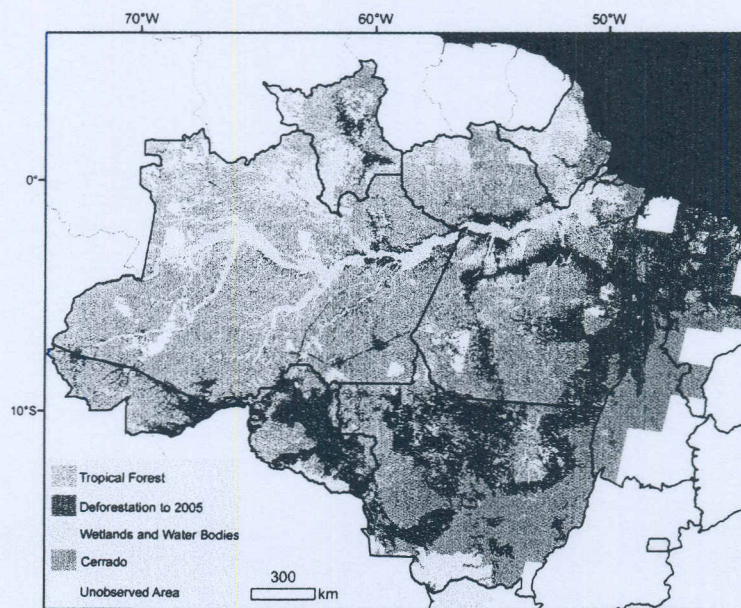 70°W 60°W 50°W
0°
10°S
Tropical Forest
Deforestation to 2005
Wetlands and Water Bodies
Cerrado
Unobserved Area
300
km